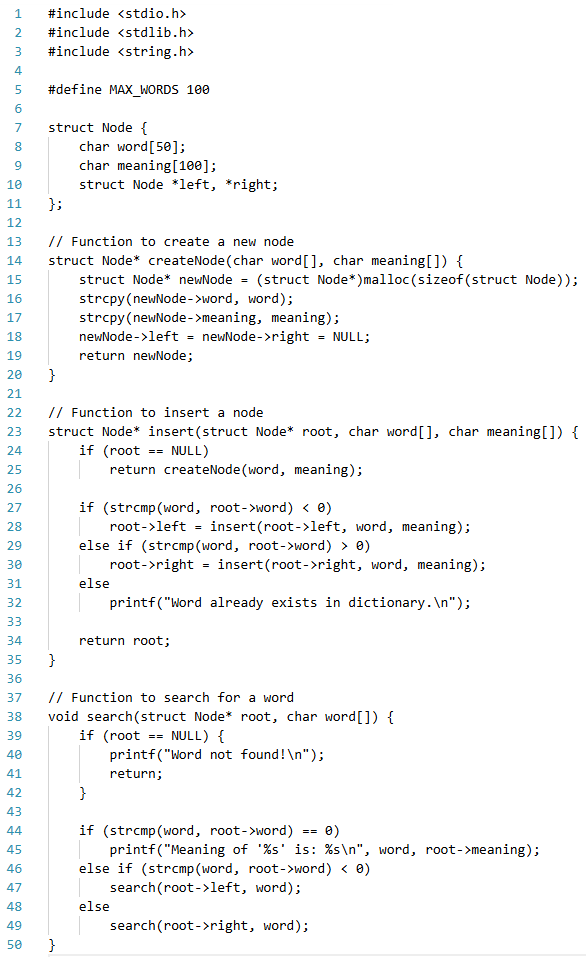 1 #include <stdio.h>
2 #include <stdlib.h>
3 #include <string.h>
4
5 #define MAX_WORDS 100
6
7 struct Node {
8     char word[50];
9     char meaning[100];
10     struct Node *left, *right;
11 };
12
13 // Function to create a new node
14 struct Node* createNode(char word[], char meaning[]) {
15     struct Node* newNode = (struct Node*)malloc(sizeof(struct Node));
16     strcpy(newNode->word, word);
17     strcpy(newNode->meaning, meaning);
18     newNode->left = newNode->right = NULL;
19     return newNode;
20 }
21
22 // Function to insert a node
23 struct Node* insert(struct Node* root, char word[], char meaning[]) {
24     if (root == NULL)
25         return createNode(word, meaning);
26
27     if (strcmp(word, root->word) < 0)
28         root->left = insert(root->left, word, meaning);
29     else if (strcmp(word, root->word) > 0)
30         root->right = insert(root->right, word, meaning);
31     else
32         printf("Word already exists in dictionary.\n");
33
34     return root;
35 }
36
37 // Function to search for a word
38 void search(struct Node* root, char word[]) {
39     if (root == NULL) {
40         printf("Word not found!\n");
41         return;
42     }
43
44     if (strcmp(word, root->word) == 0)
45         printf("Meaning of '%s' is: %s\n", word, root->meaning);
46     else if (strcmp(word, root->word) < 0)
47         search(root->left, word);
48     else
49         search(root->right, word);
50 }